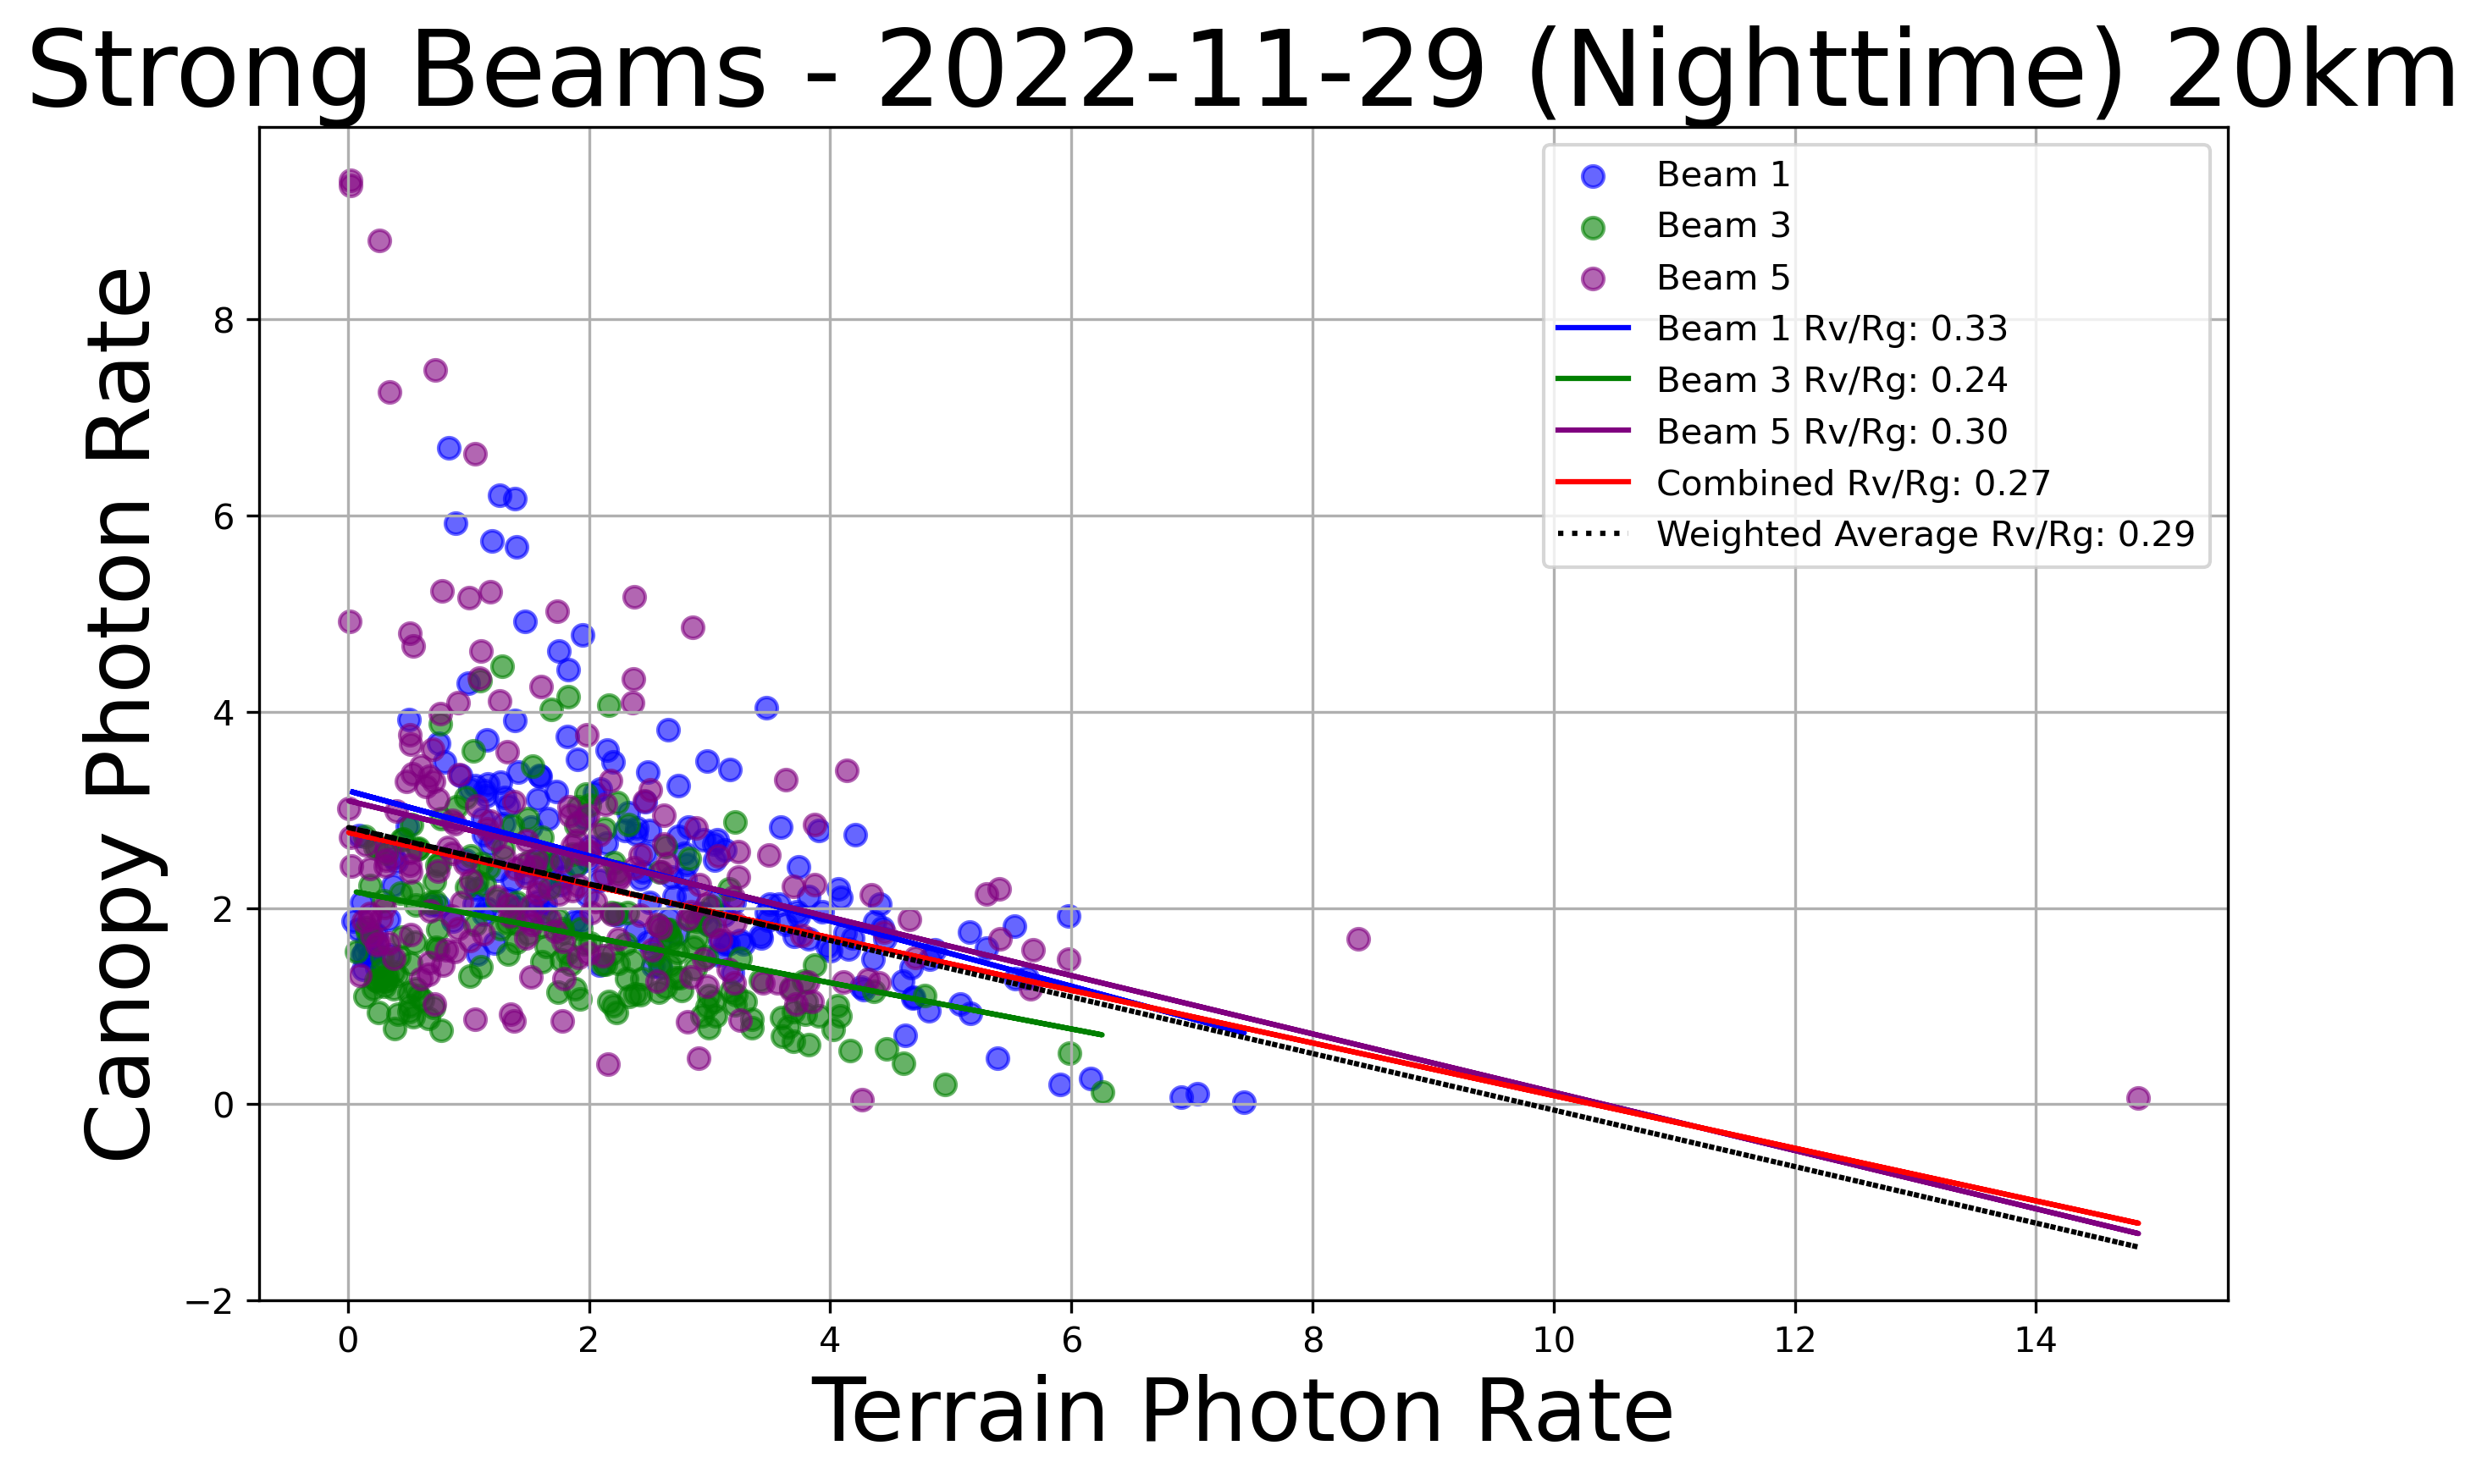 Strong Beams - 2022-11-29 (Nighttime) 20km
Canopy Photon Rate
8
6
4
2
0
−2
Beam 1
Beam 3
Beam 5
Beam 1 Rv/Rg: 0.33
Beam 3 Rv/Rg: 0.24
Beam 5 Rv/Rg: 0.30
Combined Rv/Rg: 0.27
Weighted Average Rv/Rg: 0.29
0 2 4 6 8 10 12 14
Terrain Photon Rate